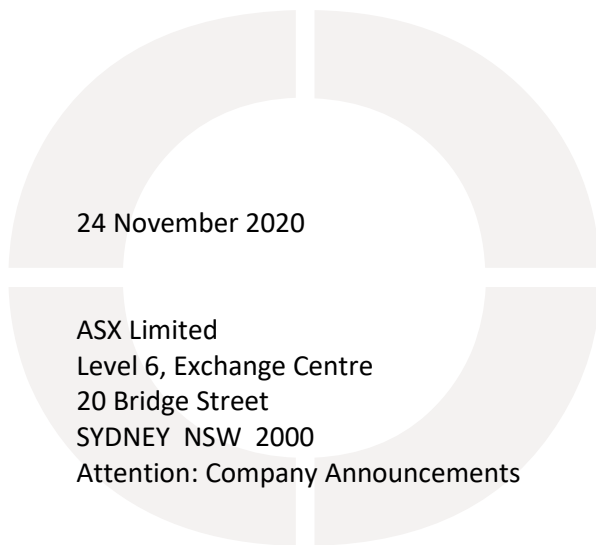 24 November 2020
ASX Limited
Level 6, Exchange Centre
20 Bridge Street
SYDNEY  NSW  2000
Attention: Company Announcements